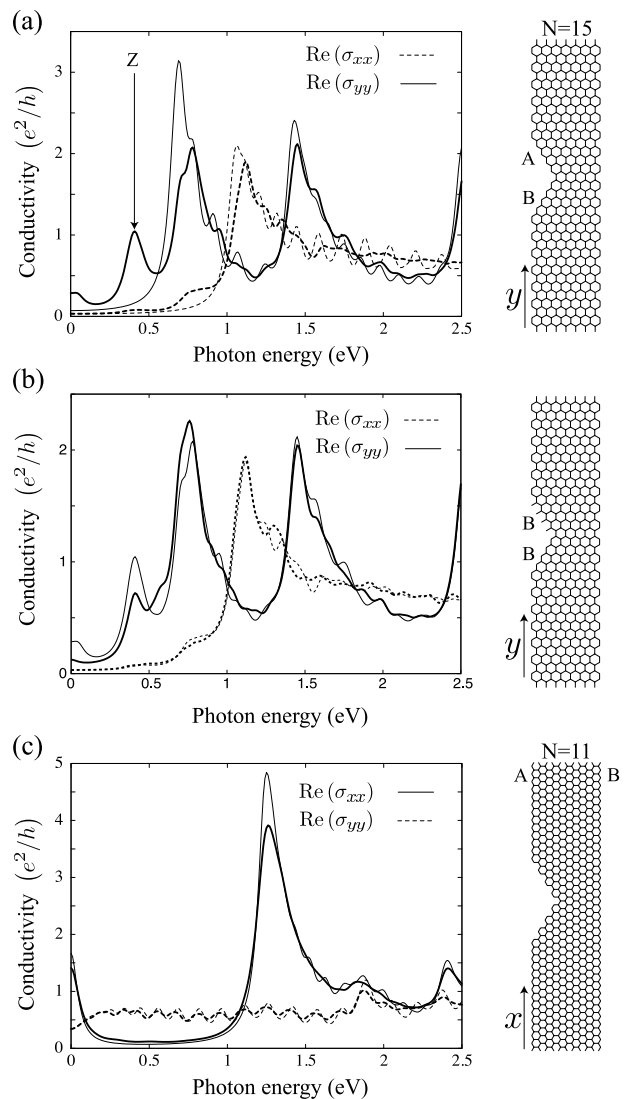 (a)
N=15
Z
Re (σxx)
Re (σyy)
Conductivity (e²/h)
3
2
1
0
0 0.5 1 1.5 2 2.5
Photon energy (eV)
A
B
y
(b)
Re (σxx)
Re (σyy)
Conductivity (e²/h)
2
1
0
0 0.5 1 1.5 2 2.5
Photon energy (eV)
B
B
y
(c)
N=11
A B
Re (σxx)
Re (σyy)
Conductivity (e²/h)
5
4
3
2
1
0
0 0.5 1 1.5 2 2.5
Photon energy (eV)
x